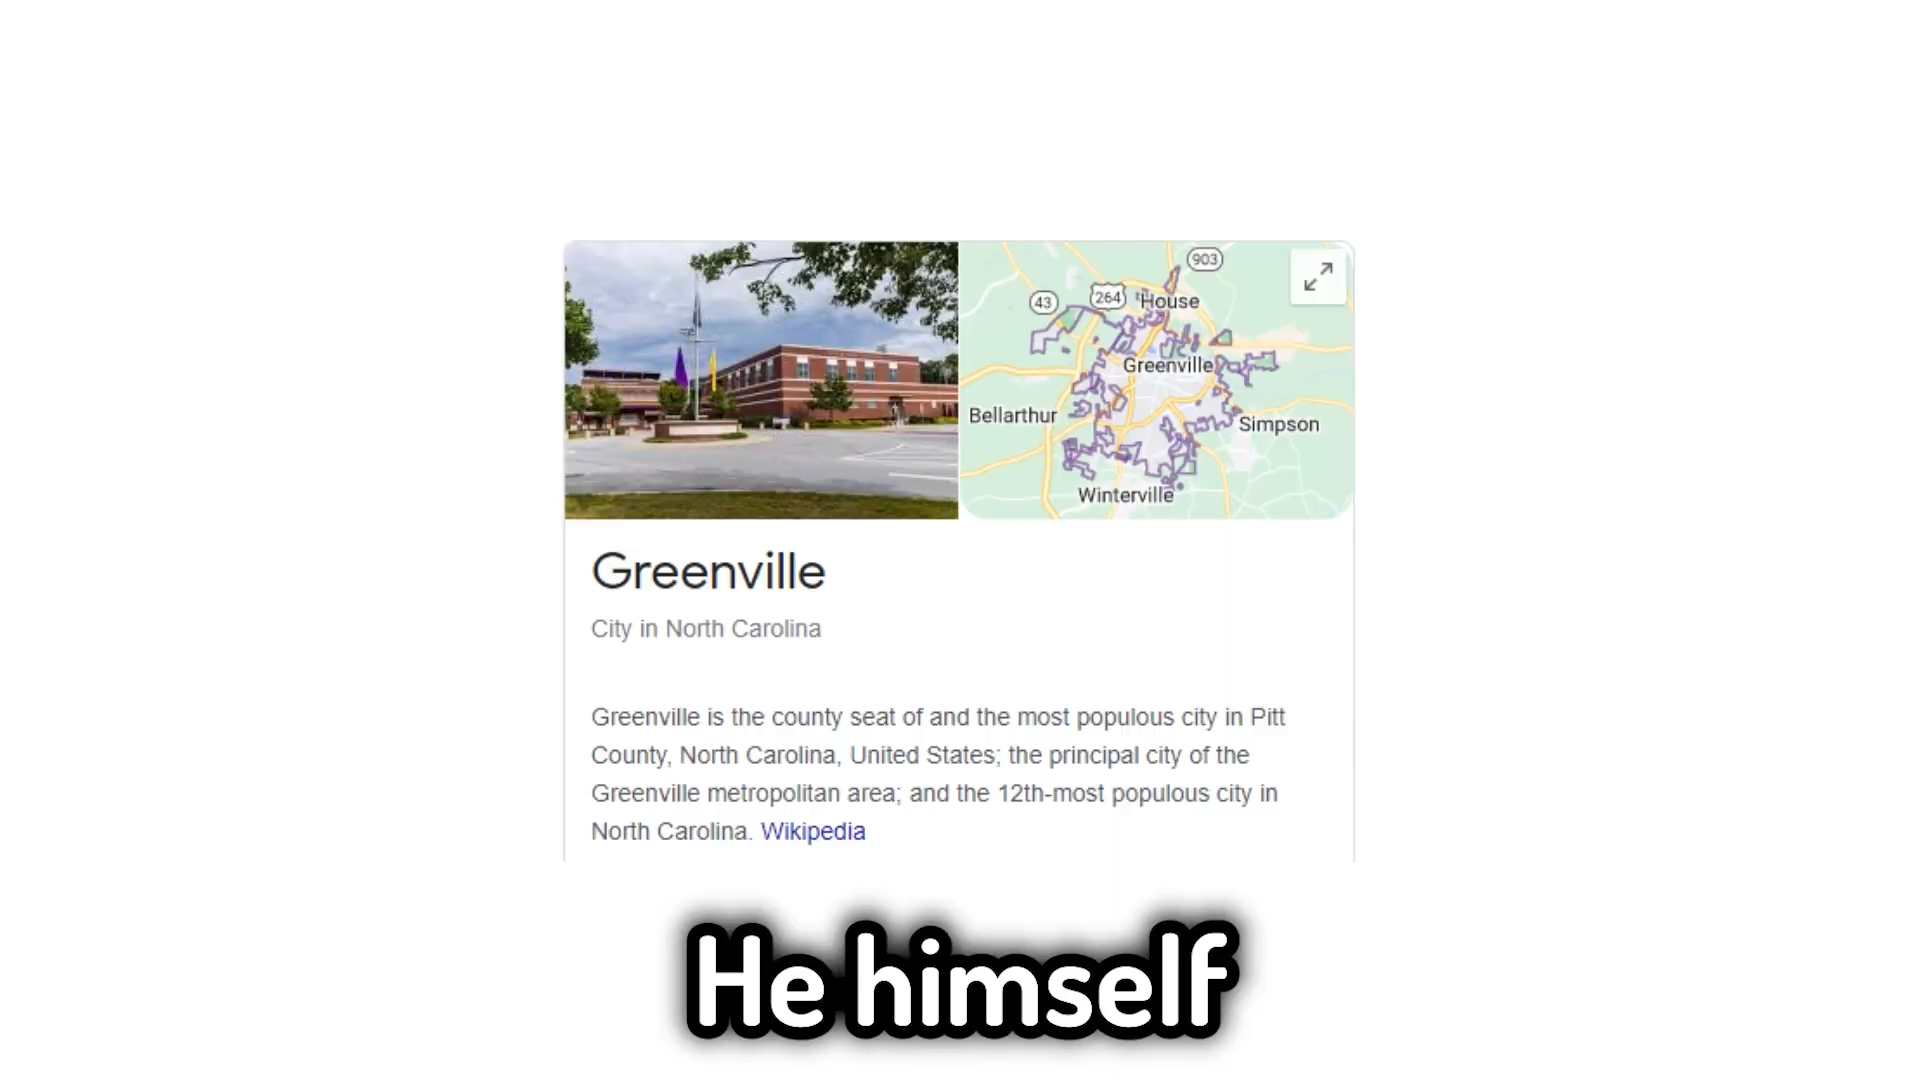 903
43
264
House
Greenville
Bellarthur
Simpson
Winterville
Greenville
City in North Carolina
Greenville is the county seat of and the most populous city in Pitt
County, North Carolina, United States; the principal city of the
Greenville metropolitan area; and the 12th-most populous city in
North Carolina. Wikipedia
He himself